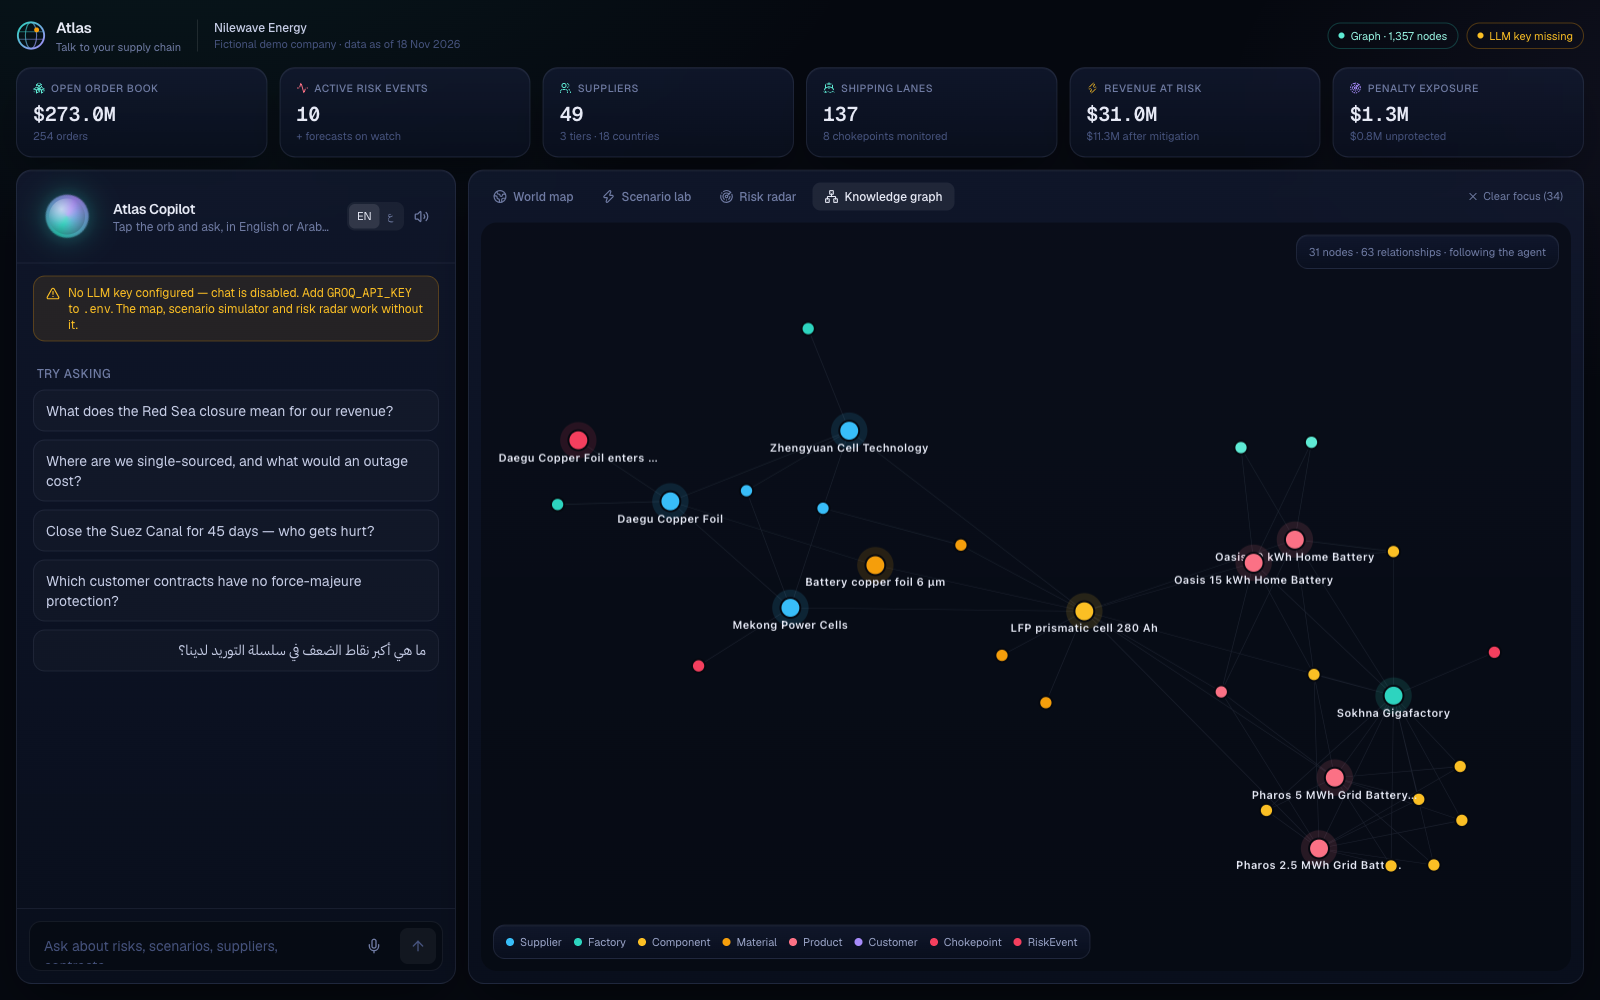 Atlas
Talk to your supply chain
Nilewave Energy
Fictional demo company · data as of 18 Nov 2026
Graph · 1,357 nodes
LLM key missing
OPEN ORDER BOOK
$273.0M
254 orders
ACTIVE RISK EVENTS
10
+ forecasts on watch
SUPPLIERS
49
3 tiers · 18 countries
SHIPPING LANES
137
8 chokepoints monitored
REVENUE AT RISK
$31.0M
$11.3M after mitigation
PENALTY EXPOSURE
$1.3M
$0.8M unprotected
Atlas Copilot
Tap the orb and ask, in English or Arab...
EN
ع
No LLM key configured — chat is disabled. Add GROQ_API_KEY
to .env. The map, scenario simulator and risk radar work without
it.
TRY ASKING
What does the Red Sea closure mean for our revenue?
Where are we single-sourced, and what would an outage
cost?
Close the Suez Canal for 45 days — who gets hurt?
Which customer contracts have no force-majeure
protection?
ما هي أكبر نقاط الضعف في سلسلة التوريد لدينا؟
Ask about risks, scenarios, suppliers,
World map
Scenario lab
Risk radar
Knowledge graph
Clear focus (34)
31 nodes · 63 relationships · following the agent
Zhengyuan Cell Technology
Daegu Copper Foil enters ...
Daegu Copper Foil
Battery copper foil 6 µm
Mekong Power Cells
LFP prismatic cell 280 Ah
Oasis kWh Home Battery
Oasis 15 kWh Home Battery
Sokhna Gigafactory
Pharos 5 MWh Grid Battery...
Pharos 2.5 MWh Grid Batt...
Supplier
Factory
Component
Material
Product
Customer
Chokepoint
RiskEvent